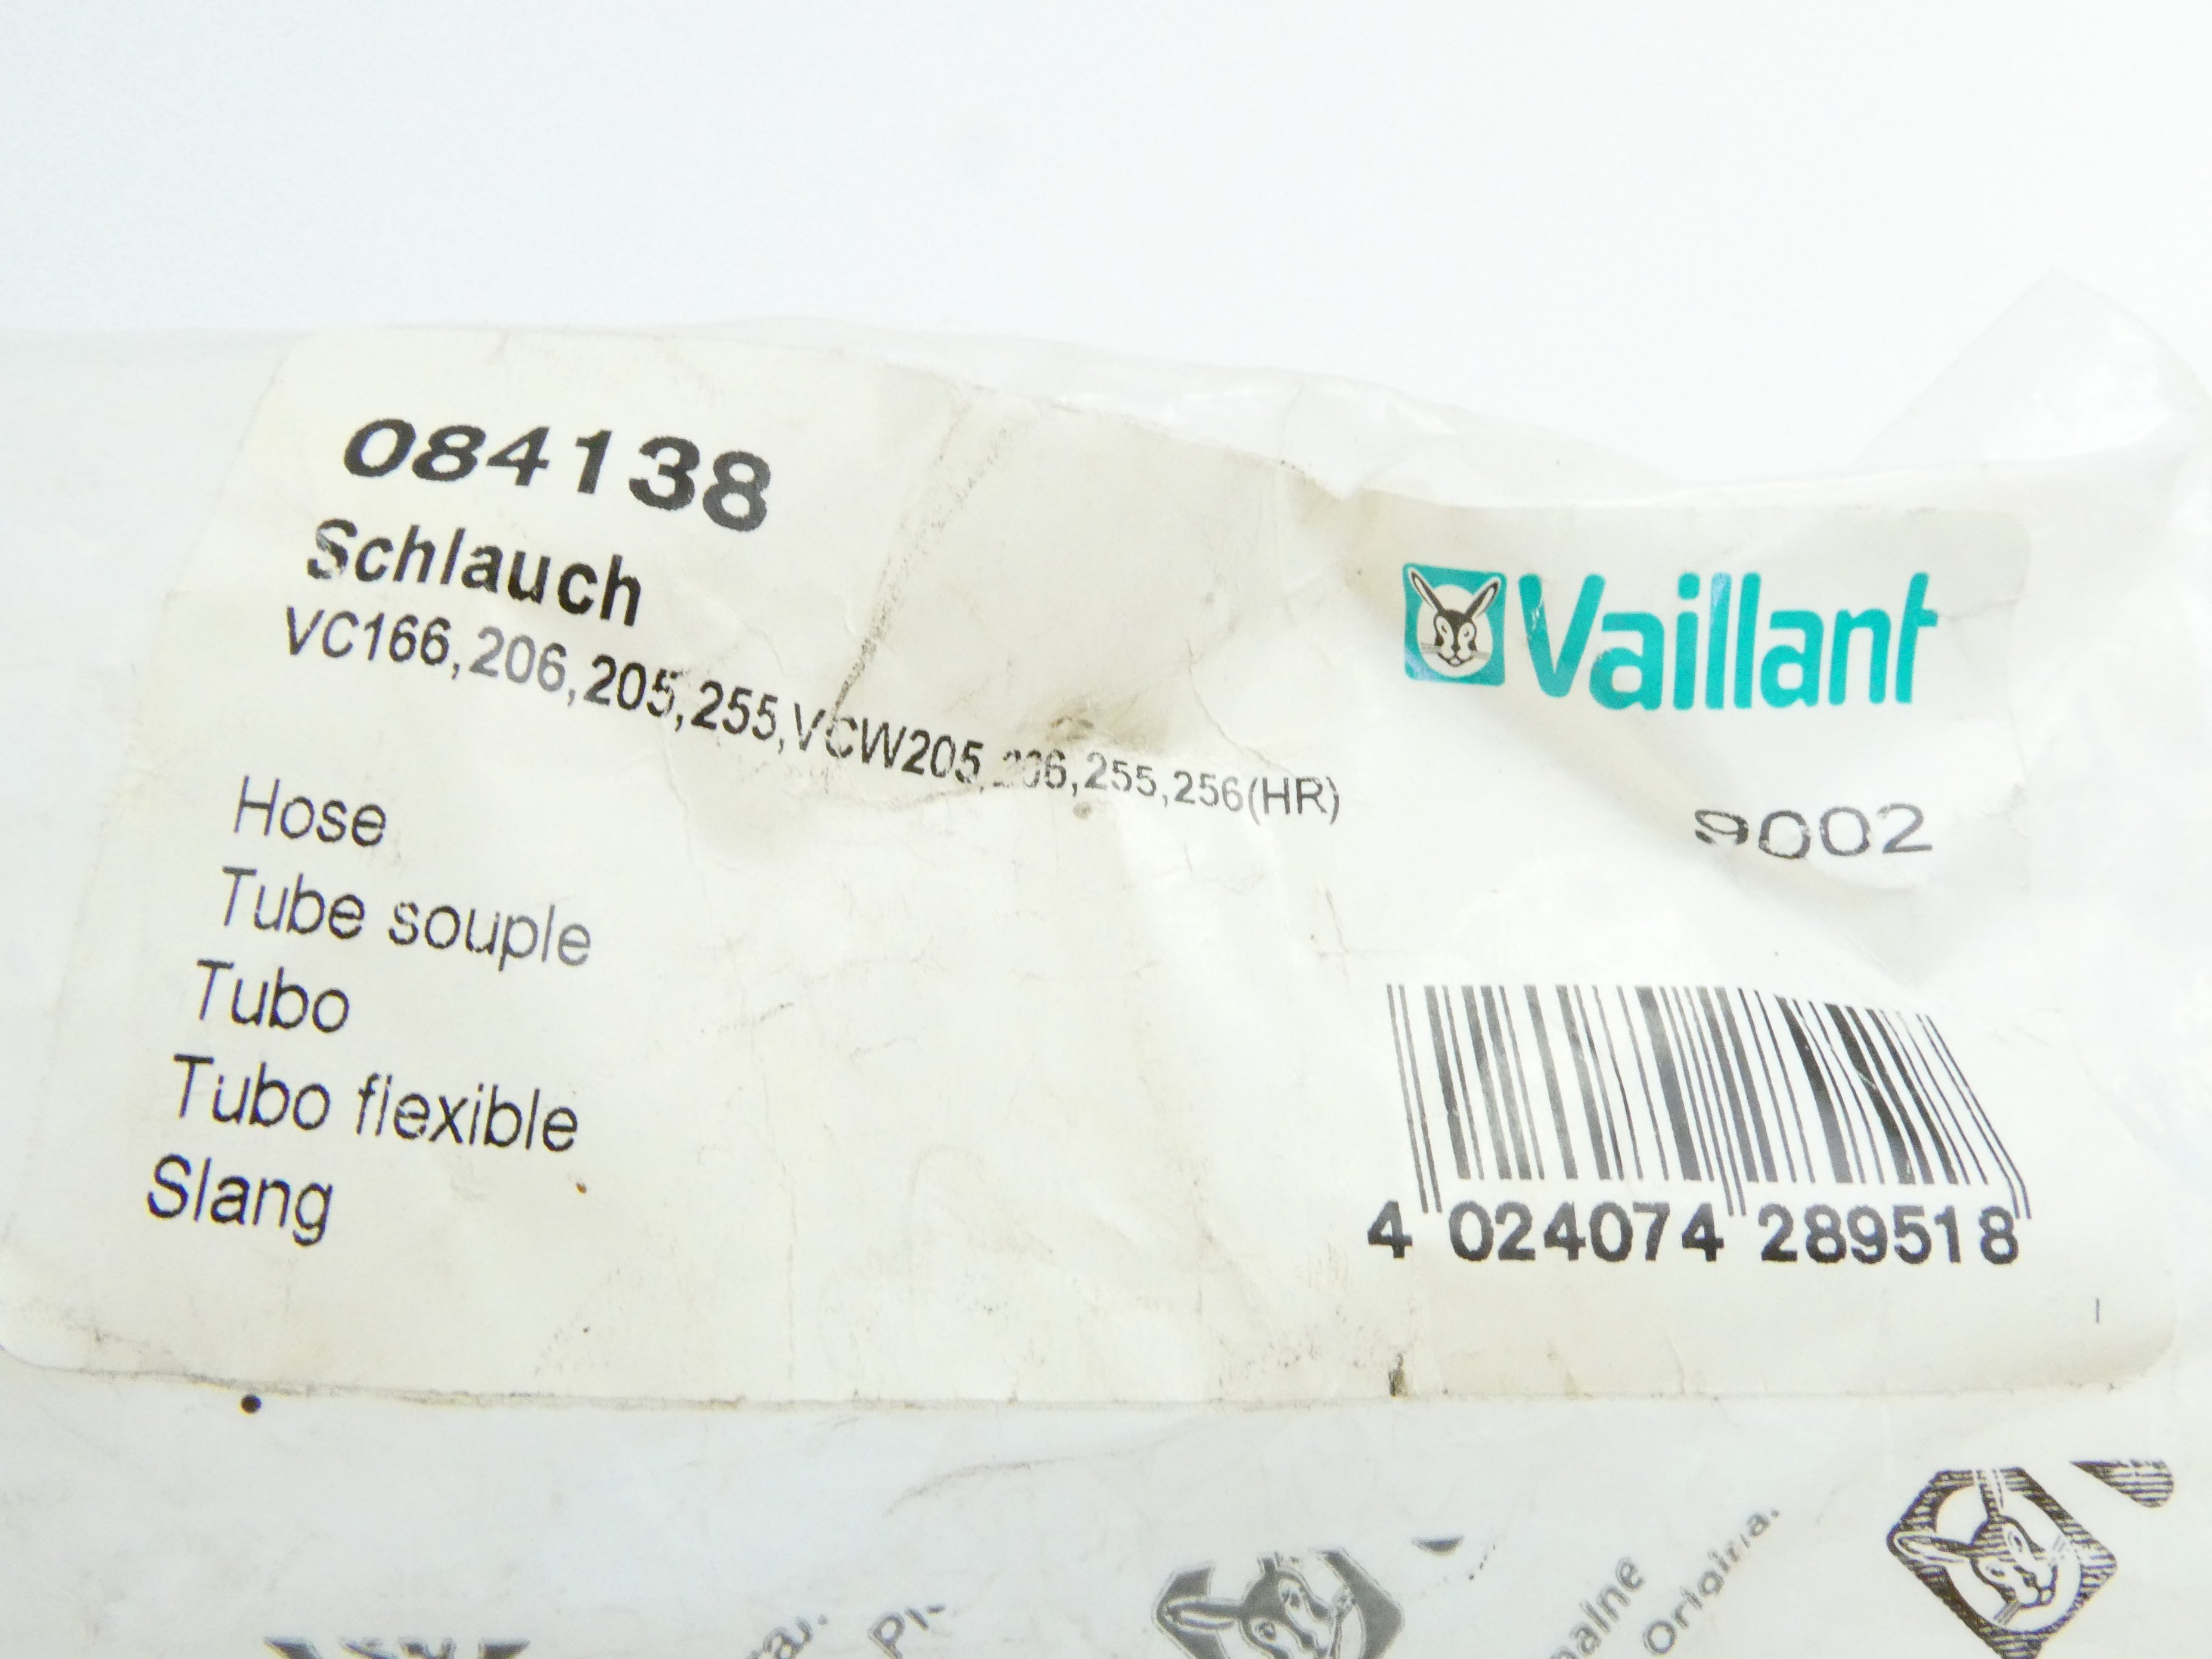 084138
Schlauch
VC166,206,205,255,VCW205,206,255,256(HR)
Hose
Tube souple
Tubo
Tubo flexible
Slang
Vaillant
9002
4 024074 289518